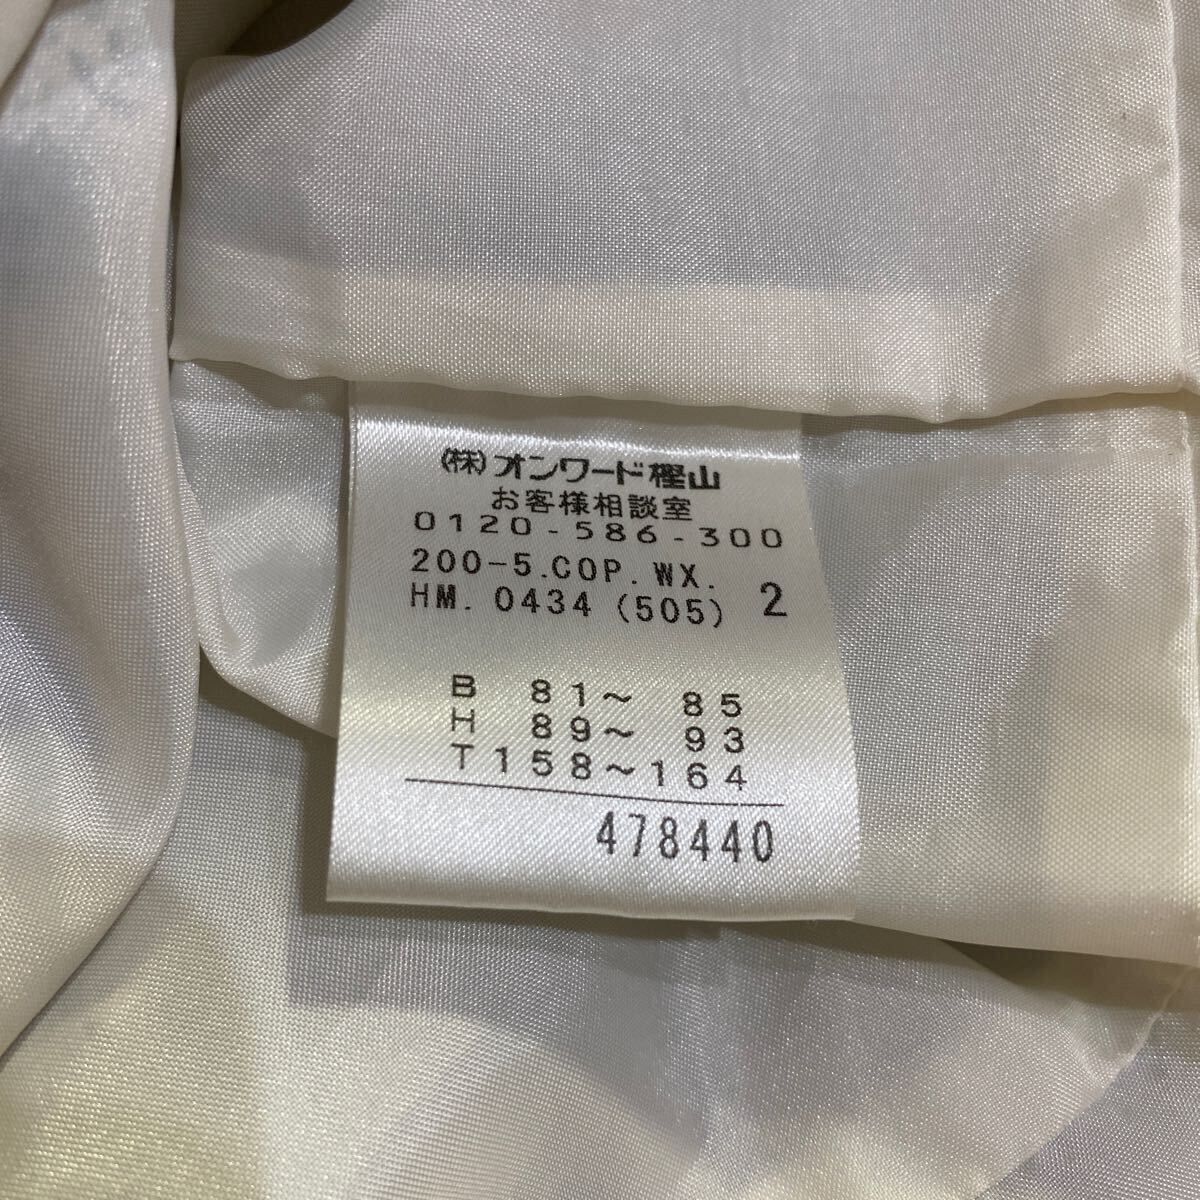 (株)オンワード樫山
お客様相談室
0120-586-300
200-5.COP.WX.
HM.0434(505) 2
B 81~ 85
H 89~ 93
T158~164
478440